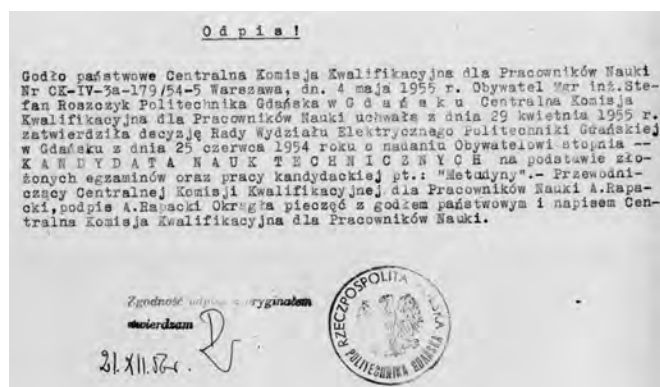 O d p i s !
Godło państwowe Centralna Komisja Kwalifikacyjna dla Pracowników Nauki
Nr CK-IV-3a-179/54-5 Warszawa, dn. 4 maja 1955 r. Obywatel Mgr inż.Ste-
fan Roszczyk Politechnika Gdańska w G d a ń s k u Centralna Komisja
Kwalifikacyjna dla Pracowników Nauki uchwałą z dnia 29 kwietnia 1955 r.
zatwierdziła decyzję Rady Wydziału Elektrycznego Politechniki Gdańskiej
w Gdańsku z dnia 25 czerwca 1954 roku o nadaniu Obywatelowi stopnia --
K A N D Y D A T A N A U K T E C H N I C Z N Y C H na podstawie zło-
żonych egzaminów oraz pracy kandydackiej pt.: "Metadyny".- Przewodni-
czący Centralnej Komisji Kwalifikacyjnej dla Pracowników Nauki A.Rapa-
cki,podpis A.Rapacki Okrągła pieczęć z godłem państwowym i napisem Cen-
tralna Komisja Kwalifikacyjna dla Pracowników Nauki.
Zgodność odpisu z oryginałem
stwierdzam
21.XII.56r.
RZECZPOSPOLITA POLSKA
POLITECHNIKA GDAŃSKA